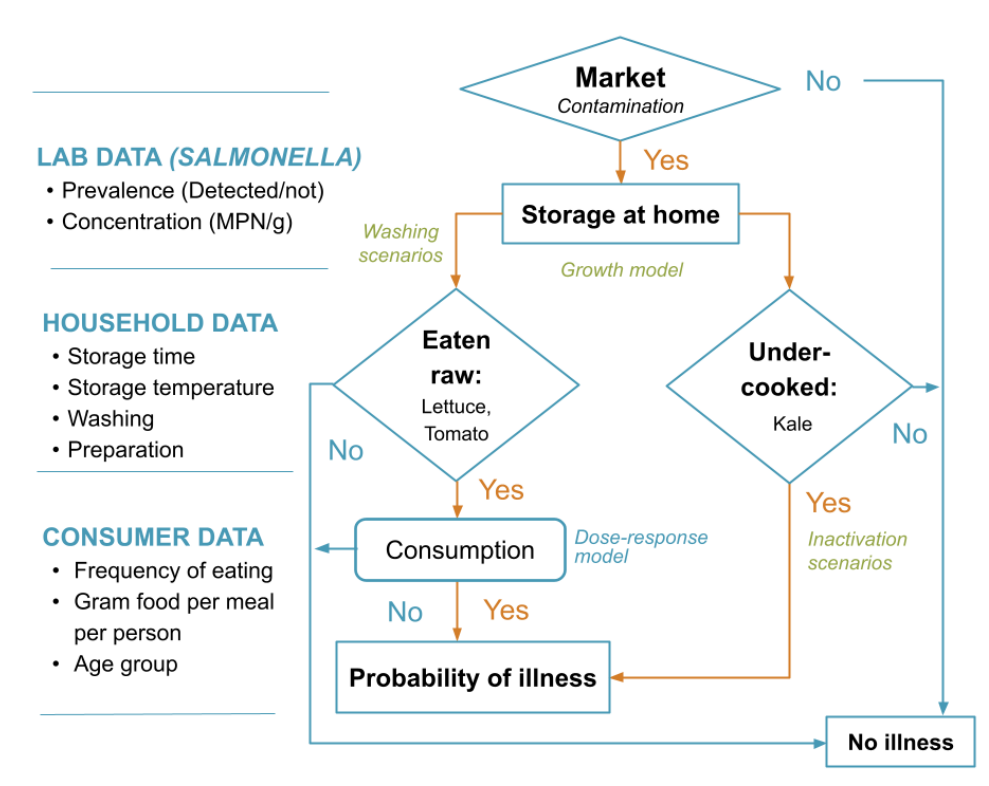 Market
Contamination
No
Yes
LAB DATA (SALMONELLA)
• Prevalence (Detected/not)
• Concentration (MPN/g)
Storage at home
Washing
scenarios
Growth model
HOUSEHOLD DATA
• Storage time
• Storage temperature
• Washing
• Preparation
Eaten
raw:
Lettuce,
Tomato
No
Yes
Under-
cooked:
Kale
No
Yes
Inactivation
scenarios
CONSUMER DATA
• Frequency of eating
• Gram food per meal
per person
• Age group
Consumption
Dose-response
model
No
Yes
Probability of illness
No illness